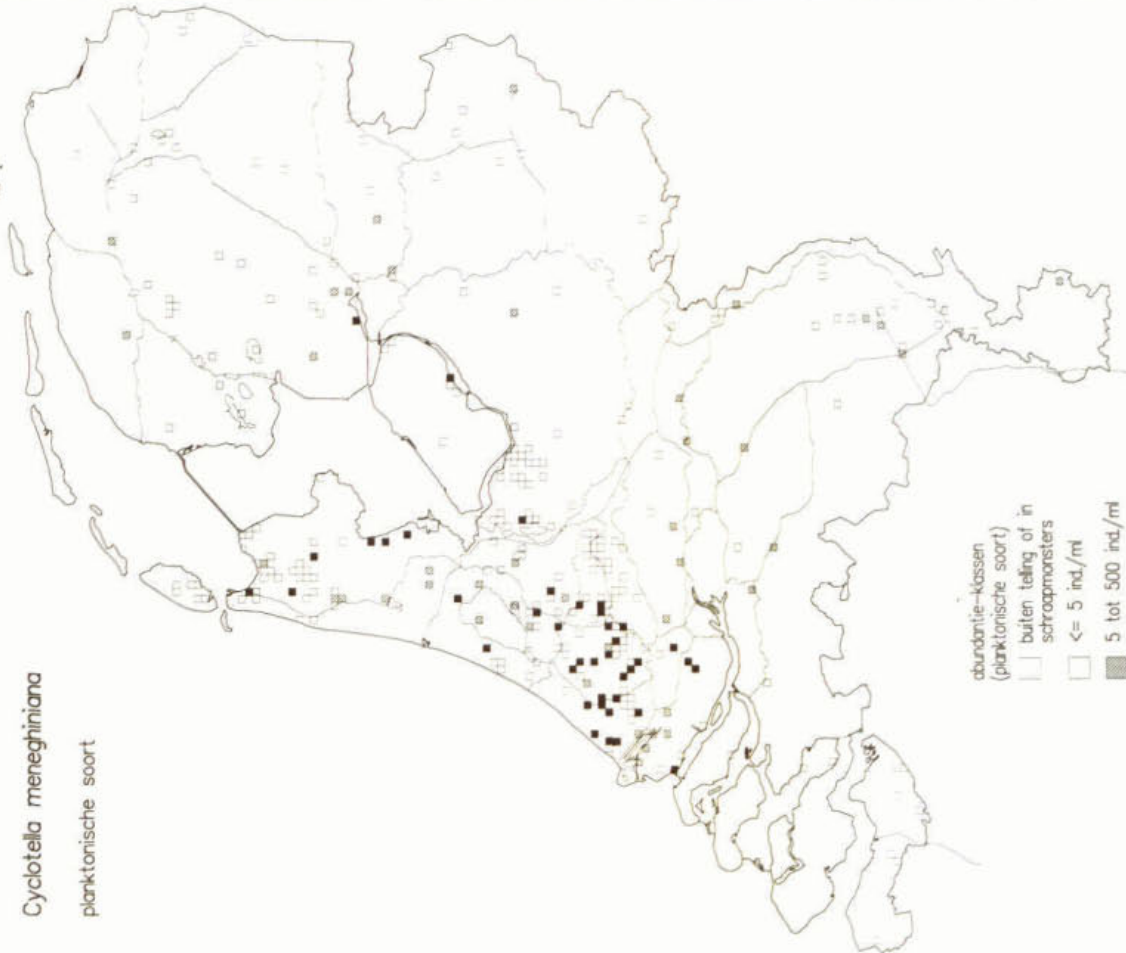 Cyclotella meneghiniana
planktonische soort
abundantie-klassen
(planktonische soort)
buiten telling of in
schraapmonsters
<= 5 ind./ml
5 tot 500 ind./ml